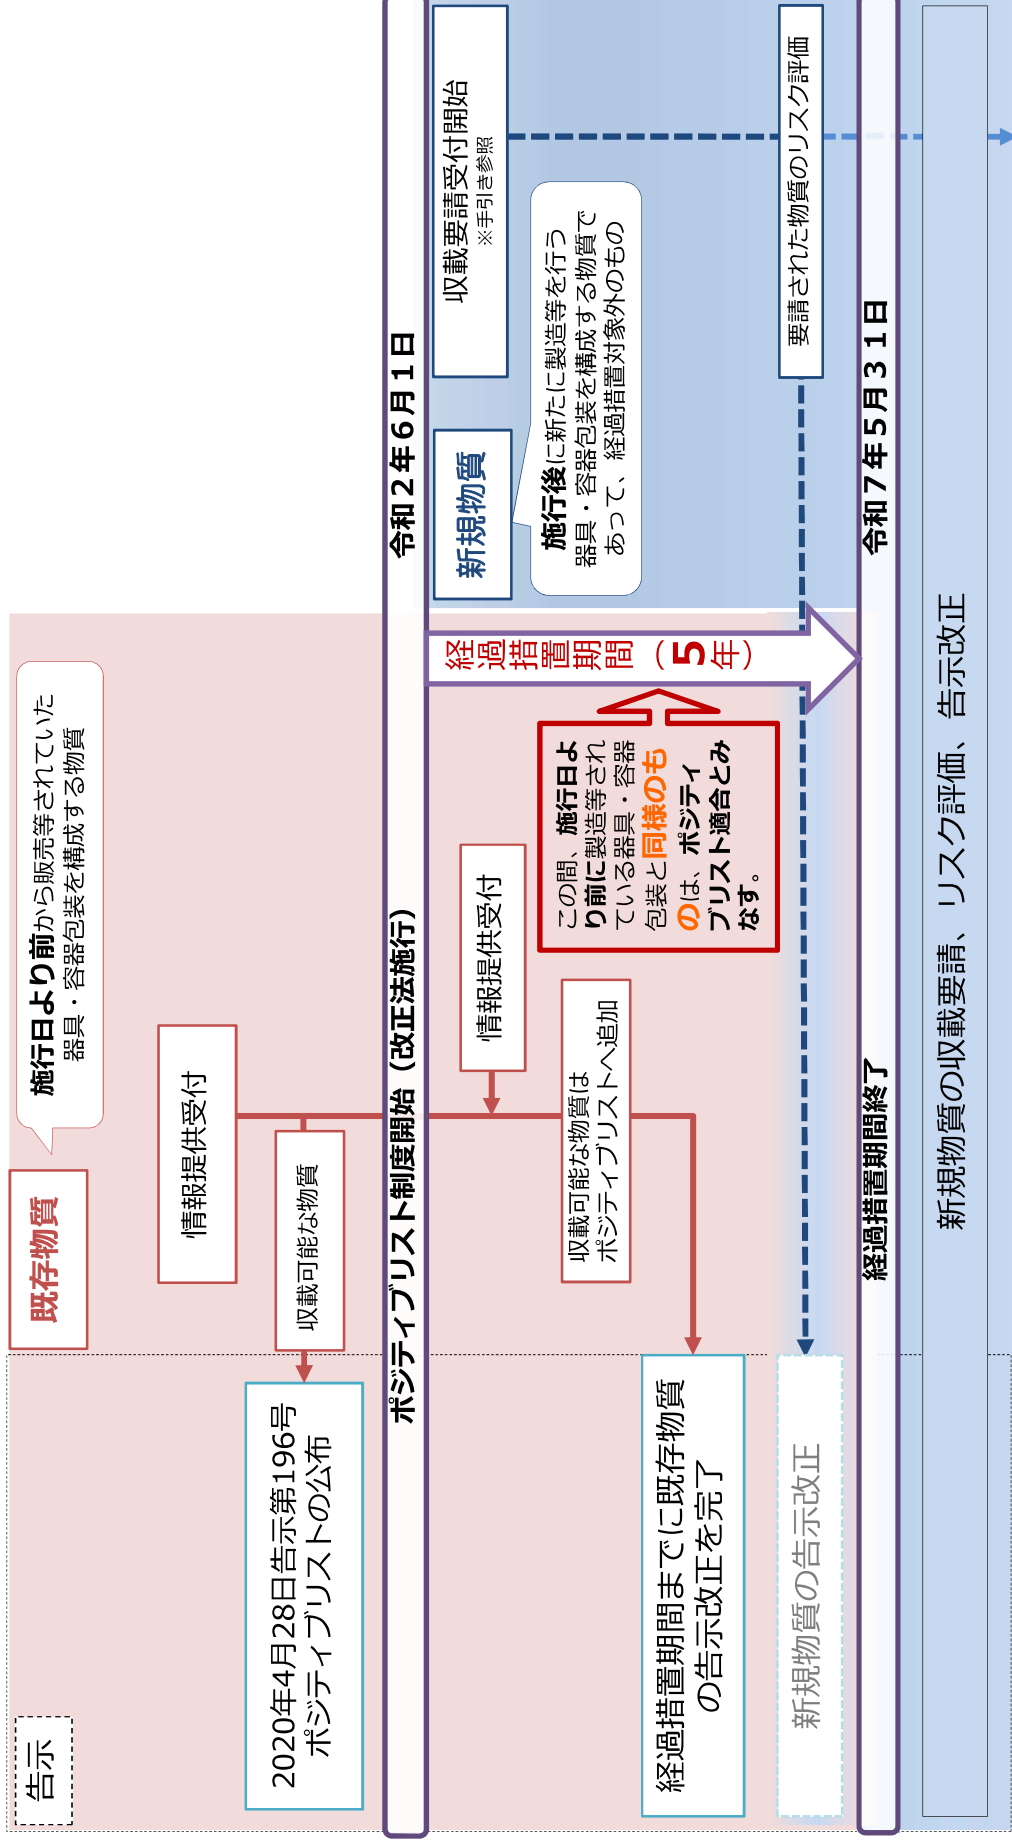 告示
既存物質
施行日より前から販売等されていた
器具・容器包装を構成する物質
情報提供受付
収載可能な物質
2020年4月28日告示第196号
ポジティブリストの公布
ポジティブリスト制度開始（改正法施行）
令和２年６月１日
情報提供受付
収載可能な物質は
ポジティブリストへ追加
経過措置期間までに既存物質
の告示改正を完了
この間、施行日よ
り前に製造等され
ている器具・容器
包装と同様のも
のは、ポジティ
ブリスト適合とみ
なす。
経過措置期間（５年）
新規物質
収載要請受付開始
※手引き参照
施行後に新たに製造等を行う
器具・容器包装を構成する物質で
あって、経過措置対象外のもの
要請された物質のリスク評価
新規物質の告示改正
経過措置期間終了
令和７年５月３１日
新規物質の収載要請、リスク評価、告示改正